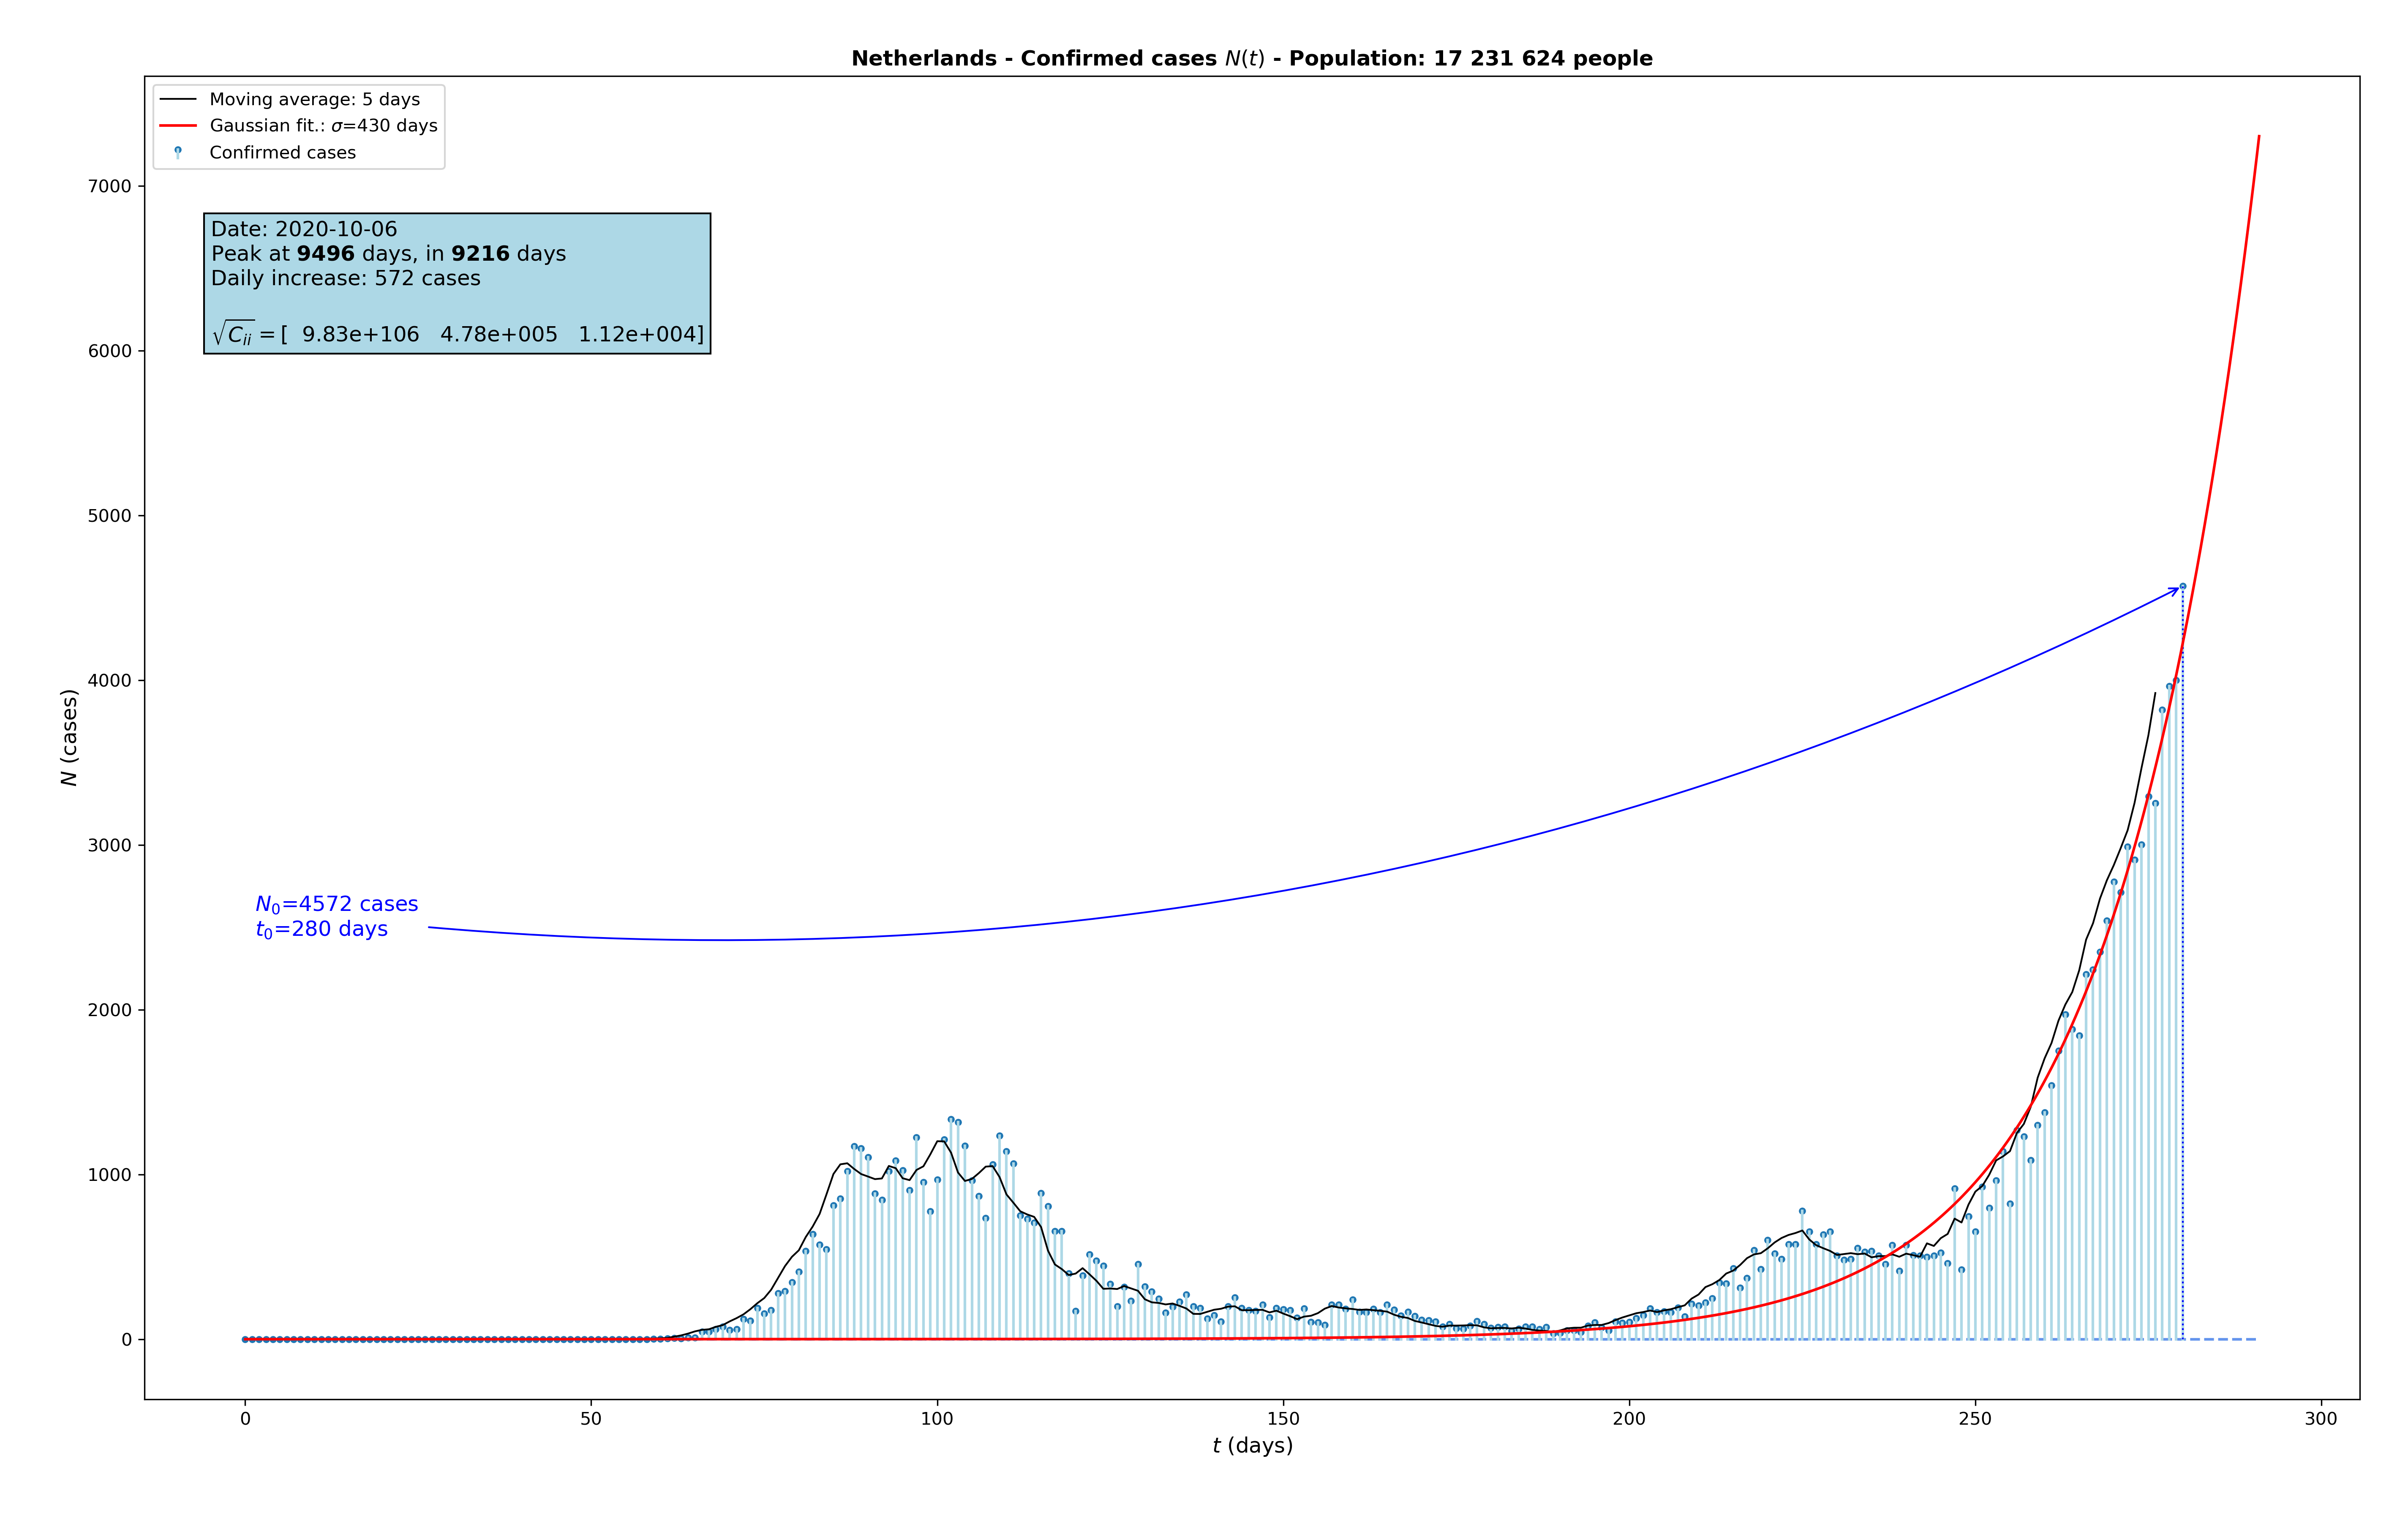 Netherlands - Confirmed cases N(t) - Population: 17 231 624 people
Moving average: 5 days
Gaussian fit.: σ=430 days
Confirmed cases
Date: 2020-10-06
Peak at 9496 days, in 9216 days
Daily increase: 572 cases
√C_ii = [ 9.83e+106 4.78e+005 1.12e+004]
N_0=4572 cases
t_0=280 days
N (cases)
7000
6000
5000
4000
3000
2000
1000
0
0 50 100 150 200 250 300
t (days)